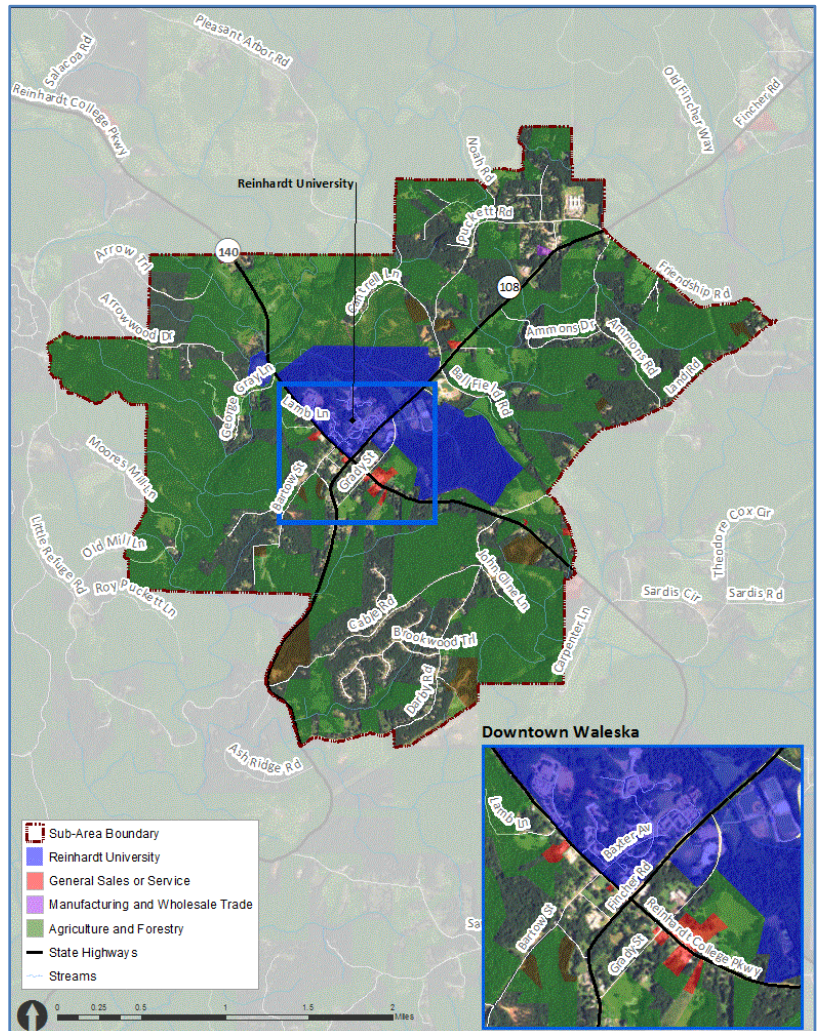 Pleasant Arbor Rd
Salacoa Rd
Reinhardt College Pkwy
Old Fincher Way
Fincher Rd
Noah Rd
Reinhardt University
Puckett Rd
140
Arrow Trl
Cantrell Ln
108
Friendship Rd
Arrowwood Dr
Ammons Dr
Ammons Rd
Land Rd
George Gray Ln
Ball Field Rd
Lamb Ln
Moores Mill Ln
Bartow St
Grady St
Theodore Cox Cir
Old Mill Ln
Little Refuge Rd
Roy Puckett Ln
John Cline Ln
Sardis Cir
Sardis Rd
Cable Rd
Brookwood Trl
Carpenter Ln
Darby Rd
Ash Ridge Rd
Downtown Waleska
Lamb Ln
Baxter Av
Fincher Rd
Bartow St
Reinhardt College Pkwy
Grady St
Sub-Area Boundary
Reinhardt University
General Sales or Service
Manufacturing and Wholesale Trade
Agriculture and Forestry
State Highways
Streams
0 0.25 0.5 1 1.5 2
Miles